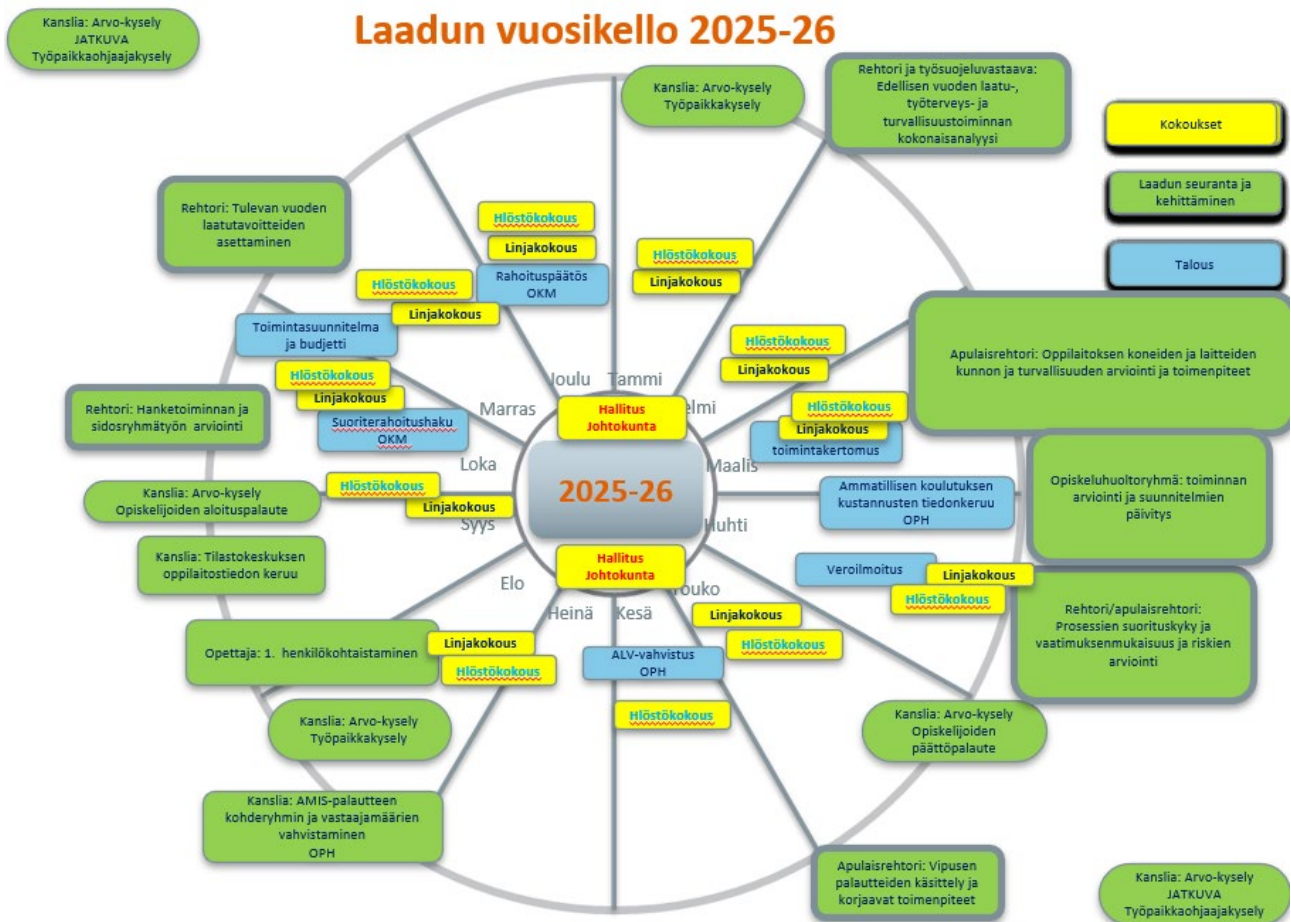 Laadun vuosikello 2025-26
Kanslia: Arvo-kysely
JATKUVA
Työpaikkaohjaajakysely
Kanslia: Arvo-kysely
Työpaikkakysely
Rehtori ja työsuojeluvastaava:
Edellisen vuoden laatu-,
työterveys- ja
turvallisuustoiminnan
kokonaisanalyysi
Kokoukset
Laadun seuranta ja
kehittäminen
Talous
Rehtori: Tulevan vuoden
laatutavoitteiden
asettaminen
Hlöstökokous
Linjakokous
Rahoituspäätös
OKM
Hlöstökokous
Linjakokous
Hlöstökokous
Linjakokous
Toimintasuunnitelma
ja budjetti
Hlöstökokous
Linjakokous
Apulaisrehtori: Oppilaitoksen koneiden ja laitteiden
kunnon ja turvallisuuden arviointi ja toimenpiteet
Hlöstökokous
Linjakokous
Suoriterahoitushaku
OKM
Rehtori: Hanketoiminnan ja
sidosryhmätyön arviointi
Hlöstökokous
Linjakokous
toimintakertomus
Joulu
Tammi
Marras
Hallitus
Johtokunta
elmi
Loka
Maalis
2025-26
Kanslia: Arvo-kysely
Opiskelijoiden aloituspalaute
Hlöstökokous
Linjakokous
Syys
Huhti
Ammatillisen koulutuksen
kustannusten tiedonkeruu
OPH
Opiskeluhuoltoryhmä: toiminnan
arviointi ja suunnitelmien
päivitys
Kanslia: Tilastokeskuksen
oppilaitostiedon keruu
Elo
Hallitus
Johtokunta
ouko
Heinä
Kesä
Veroilmoitus
Linjakokous
Hlöstökokous
Rehtori/apulaisrehtori:
Prosessien suorituskyky ja
vaatimuksenmukaisuus ja riskien
arviointi
Opettaja: 1. henkilökohtaistaminen
Linjakokous
Hlöstökokous
ALV-vahvistus
OPH
Linjakokous
Hlöstökokous
Hlöstökokous
Kanslia: Arvo-kysely
Työpaikkakysely
Kanslia: Arvo-kysely
Opiskelijoiden
päättöpalaute
Kanslia: AMIS-palautteen
kohderyhmin ja vastaajamäärien
vahvistaminen
OPH
Apulaisrehtori: Vipusen
palautteiden käsittely ja
korjaavat toimenpiteet
Kanslia: Arvo-kysely
JATKUVA
Työpaikkaohjaajakysely